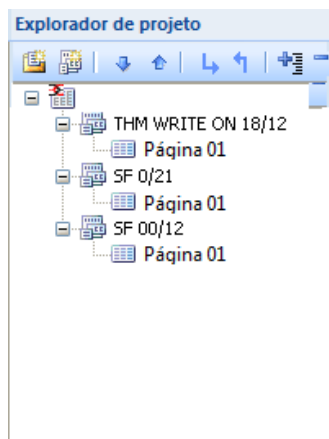 Explorador de projeto
THM WRITE ON 18/12
Página 01
SF 0/21
Página 01
SF 00/12
Página 01